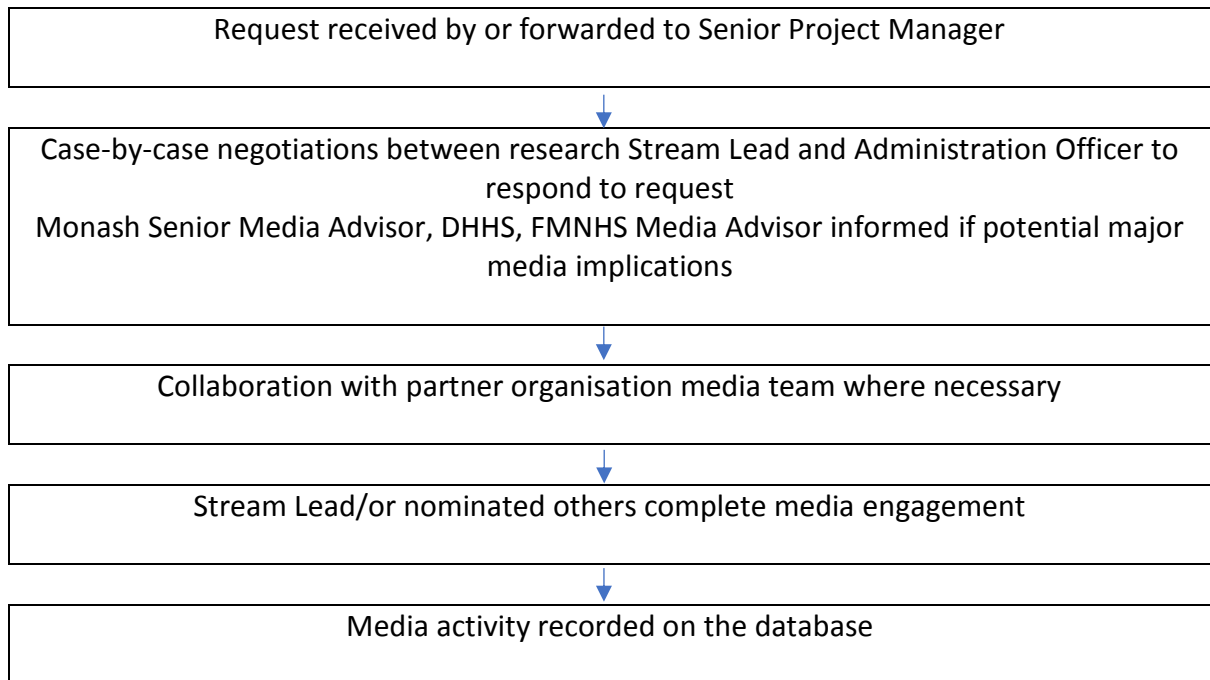 Request received by or forwarded to Senior Project Manager
Case-by-case negotiations between research Stream Lead and Administration Officer to
respond to request
Monash Senior Media Advisor, DHHS, FMNHS Media Advisor informed if potential major
media implications
Collaboration with partner organisation media team where necessary
Stream Lead/or nominated others complete media engagement
Media activity recorded on the database